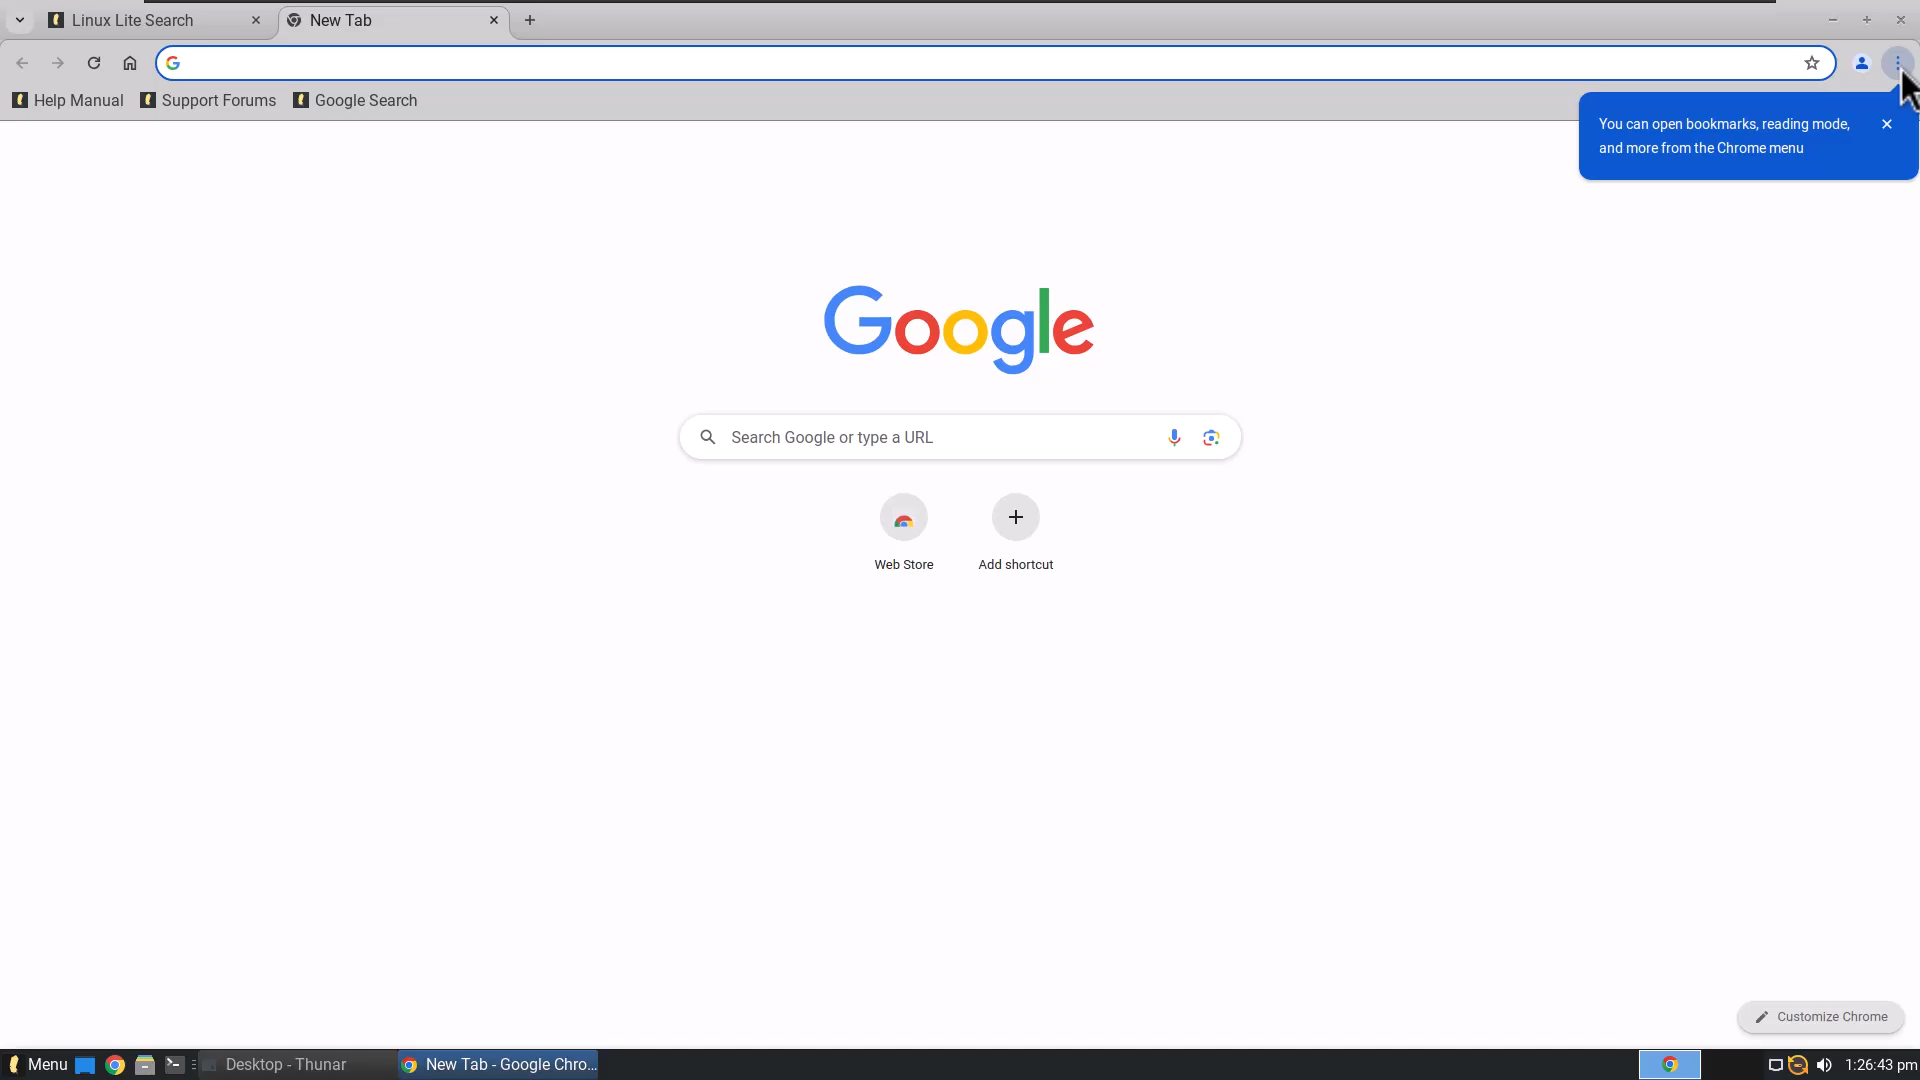 Linux Lite Search
New Tab
Help Manual
Support Forums
Google Search
You can open bookmarks, reading mode,
and more from the Chrome menu
Google
Search Google or type a URL
Web Store
Add shortcut
Customize Chrome
Menu
Desktop - Thunar
New Tab - Google Chro...
1:26:43 pm